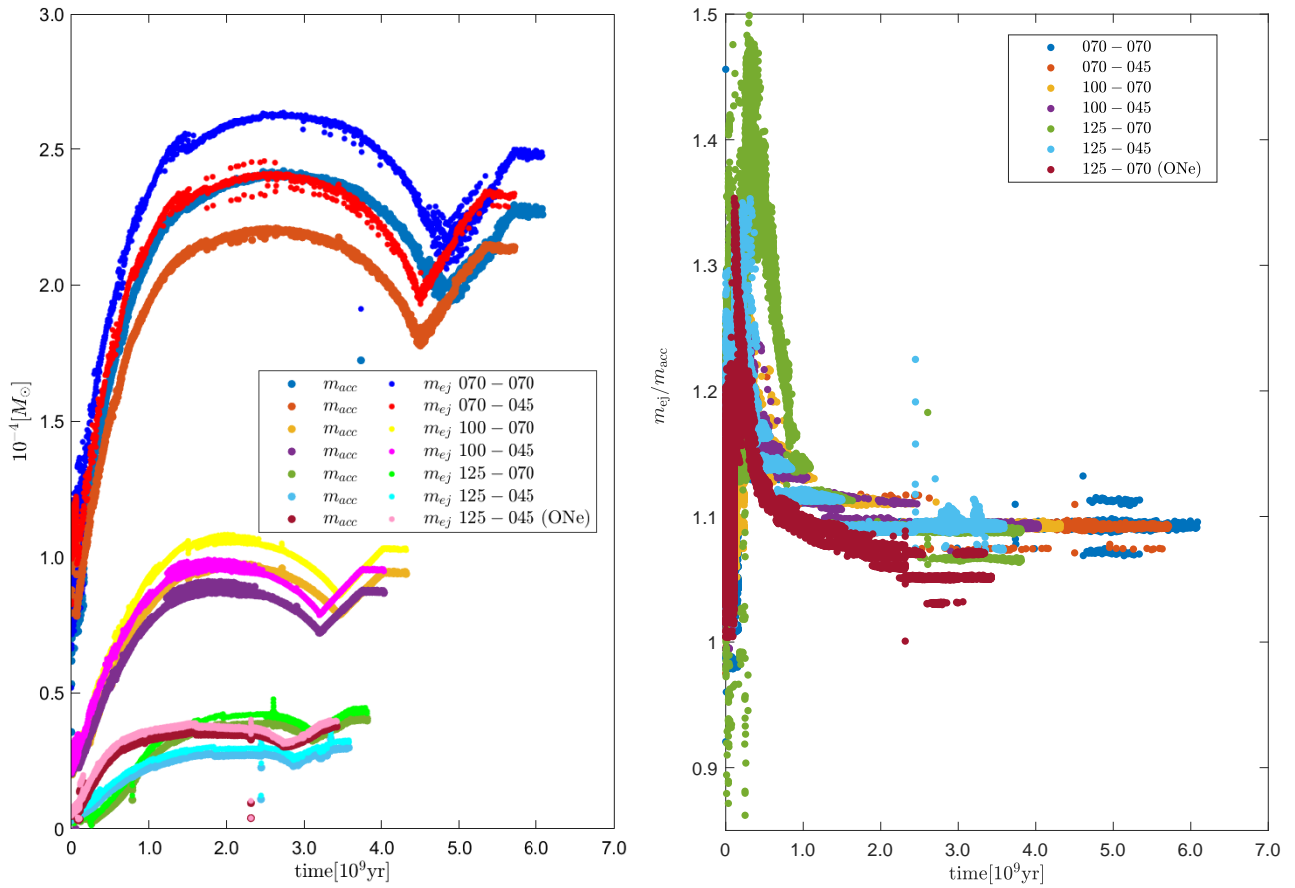 3.0
2.5
2.0
1.5
1.0
0.5
0
10⁻⁴[M⊙]
0 1.0 2.0 3.0 4.0 5.0 6.0 7.0
time[10⁹yr]
m_acc m_ej 070 − 070
m_acc m_ej 070 − 045
m_acc m_ej 100 − 070
m_acc m_ej 100 − 045
m_acc m_ej 125 − 070
m_acc m_ej 125 − 045
m_acc m_ej 125 − 045 (ONe)
1.5
1.4
1.3
1.2
1.1
1
0.9
m_ej/m_acc
0 1.0 2.0 3.0 4.0 5.0 6.0 7.0
time[10⁹yr]
070 − 070
070 − 045
100 − 070
100 − 045
125 − 070
125 − 045
125 − 070 (ONe)